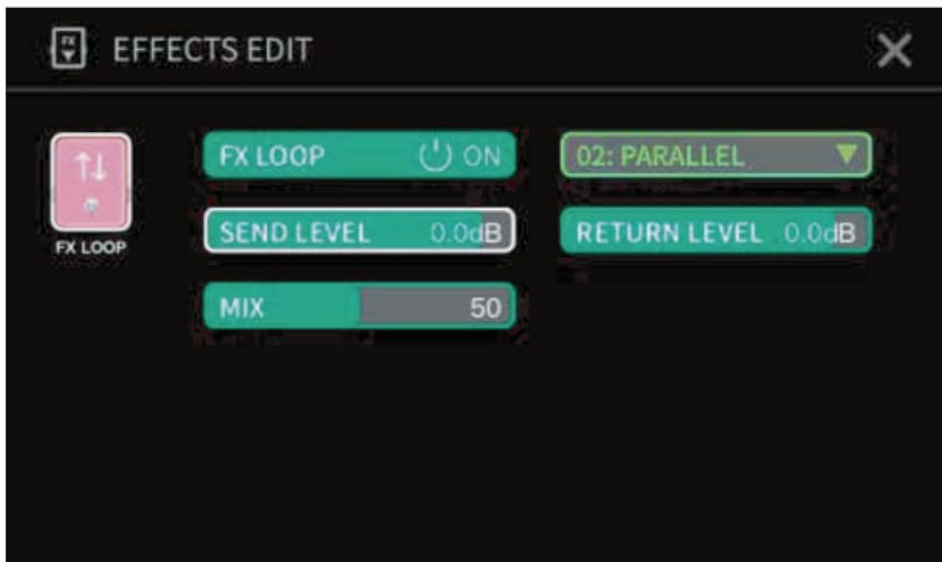 FX
EFFECTS EDIT
FX LOOP
FX LOOP ON
02: PARALLEL
SEND LEVEL 0.0dB
RETURN LEVEL 0.0dB
MIX 50